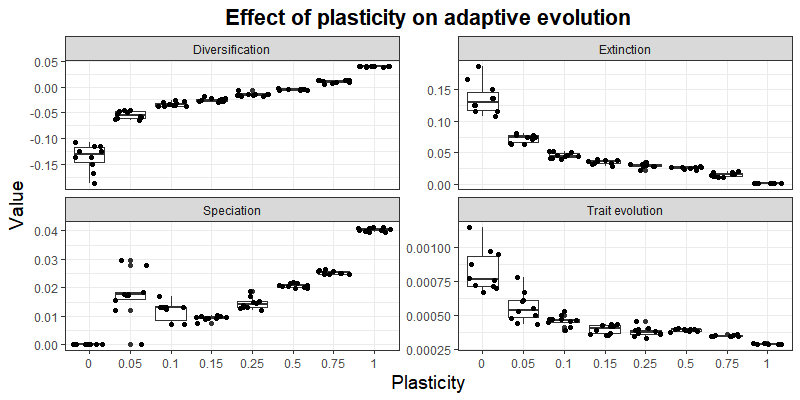 Effect of plasticity on adaptive evolution
Diversification
0.05
0.00
-0.05
-0.10
-0.15
Extinction
0.15
0.10
0.05
0.00
Value
Speciation
0.04
0.03
0.02
0.01
0.00
0 0.05 0.1 0.15 0.25 0.5 0.75 1
Trait evolution
0.00100
0.00075
0.00050
0.00025
0 0.05 0.1 0.15 0.25 0.5 0.75 1
Plasticity